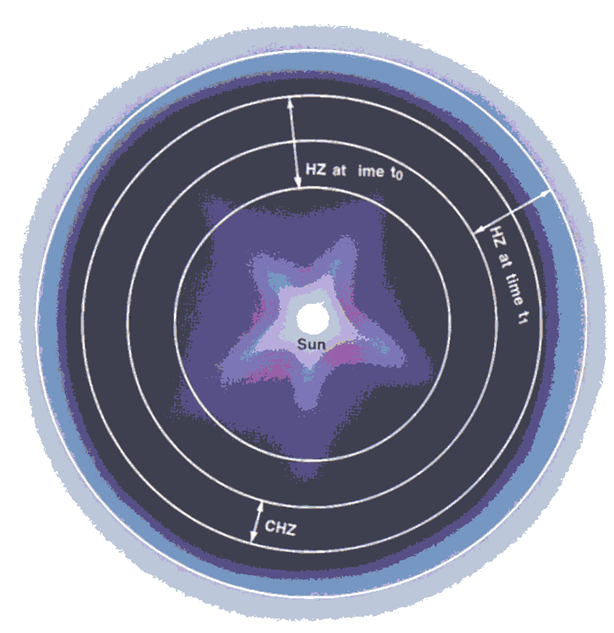 HZ at ime t0
HZ at time t1
Sun
CHZ